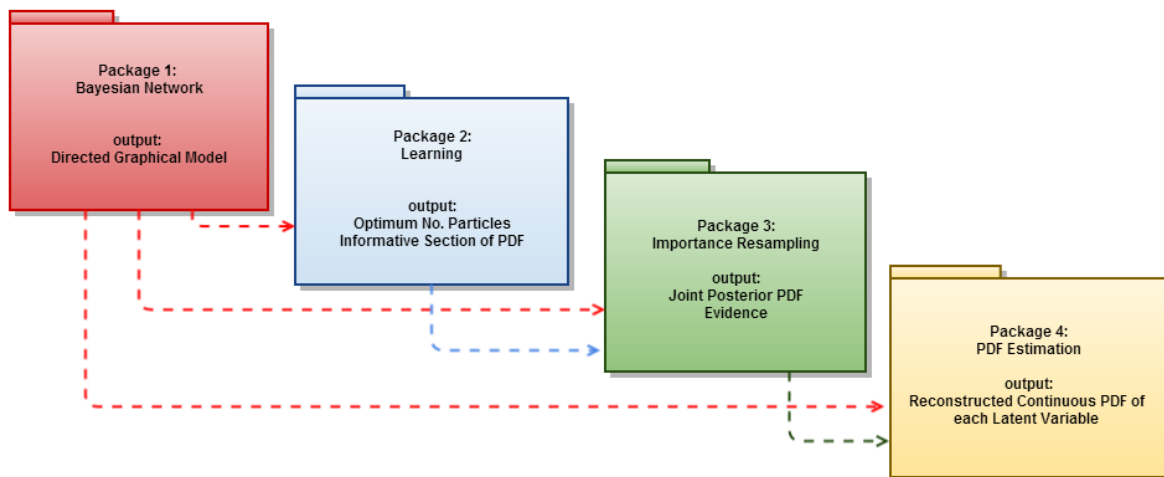 Package 1:
Bayesian Network
output:
Directed Graphical Model
Package 2:
Learning
output:
Optimum No. Particles
Informative Section of PDF
Package 3:
Importance Resampling
output:
Joint Posterior PDF
Evidence
Package 4:
PDF Estimation
output:
Reconstructed Continuous PDF of
each Latent Variable